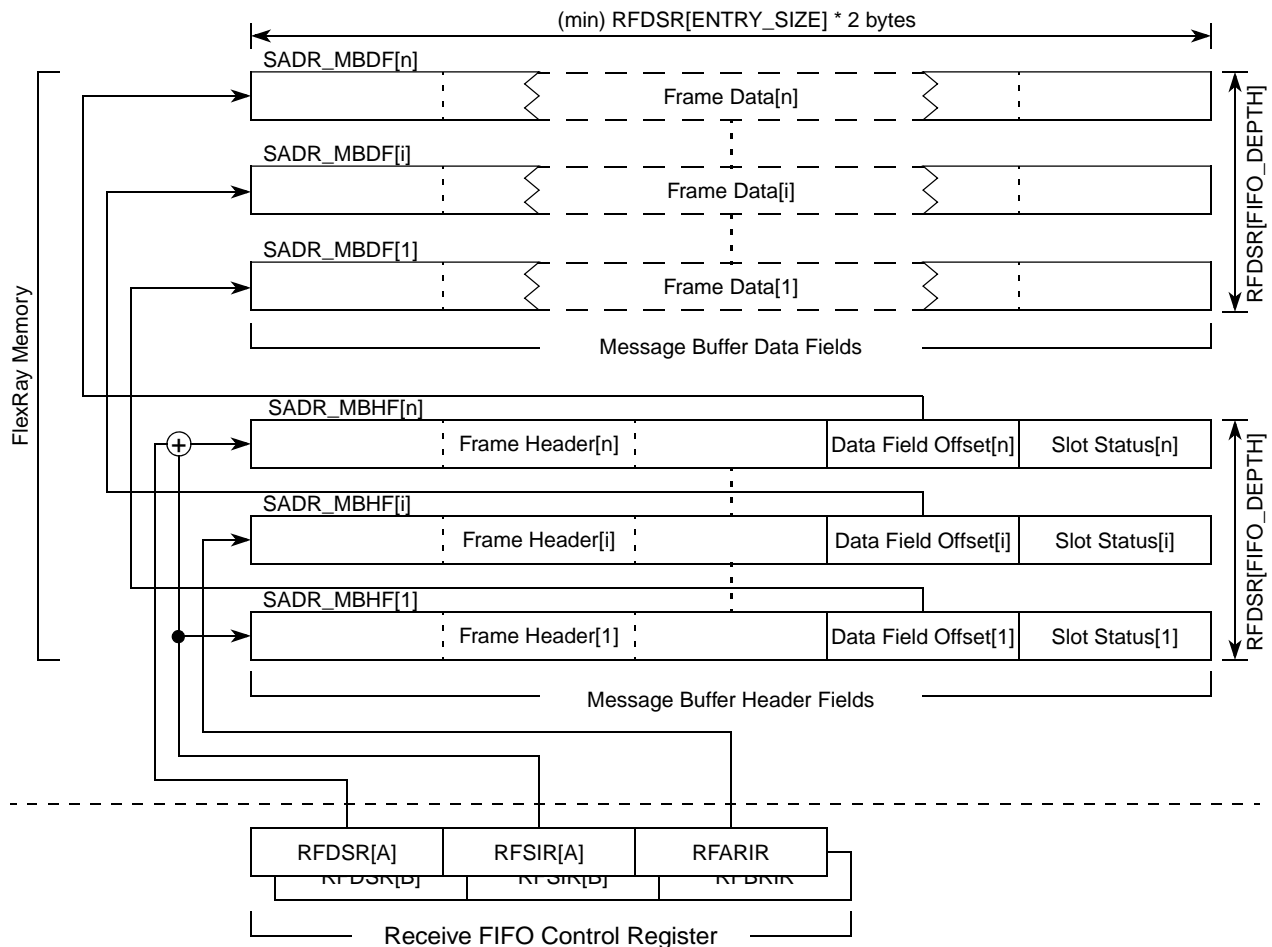 (min) RFDSR[ENTRY_SIZE] * 2 bytes
SADR_MBDF[n]
Frame Data[n]
SADR_MBDF[i]
Frame Data[i]
SADR_MBDF[1]
Frame Data[1]
RFDSR[FIFO_DEPTH]
Message Buffer Data Fields
FlexRay Memory
SADR_MBHF[n]
Frame Header[n] Data Field Offset[n] Slot Status[n]
SADR_MBHF[i]
Frame Header[i] Data Field Offset[i] Slot Status[i]
SADR_MBHF[1]
Frame Header[1] Data Field Offset[1] Slot Status[1]
RFDSR[FIFO_DEPTH]
Message Buffer Header Fields
RFDSR[A] RFSIR[A] RFARIR
RFDSR[B] RFSIR[B] RFBRIR
Receive FIFO Control Register